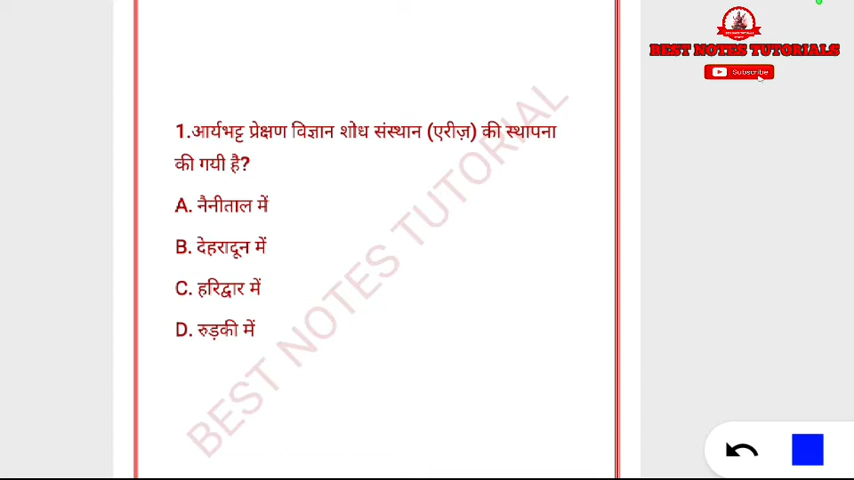 BEST NOTES TUTORIALS
Subscribe
1.आर्यभट्ट प्रेक्षण विज्ञान शोध संस्थान (एरीज़) की स्थापना
की गयी है?
A. नैनीताल में
B. देहरादून में
C. हरिद्वार में
D. रुड़की में
BEST NOTES TUTORIAL